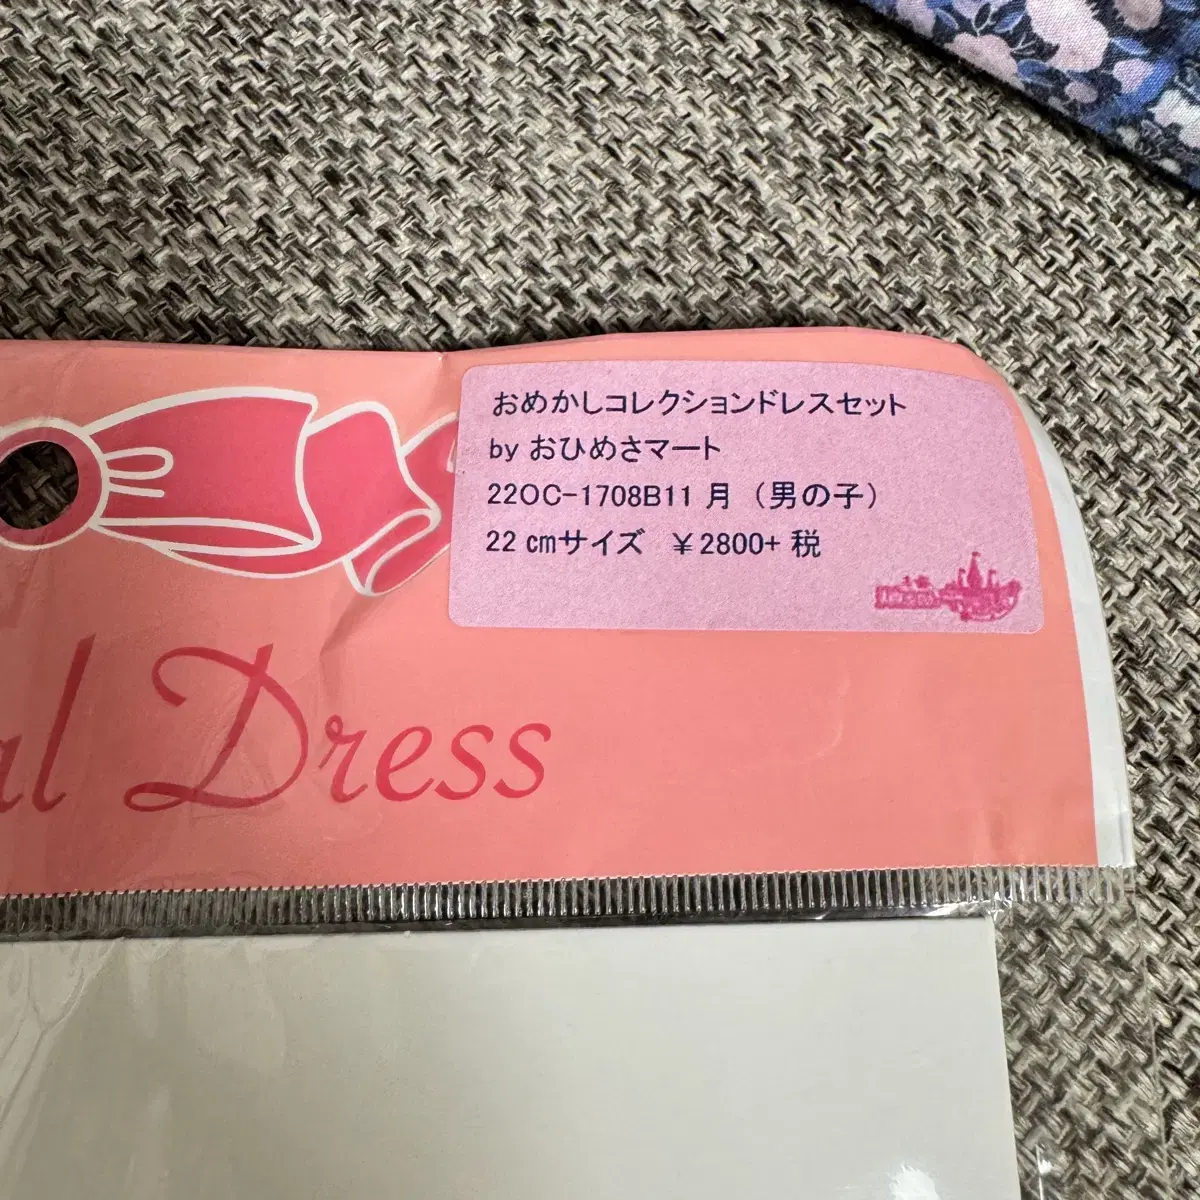 おめかしコレクションドレスセット
by おひめさマート
22OC-1708B11 月 （男の子）
22 cmサイズ ￥2800+ 税
al Dress